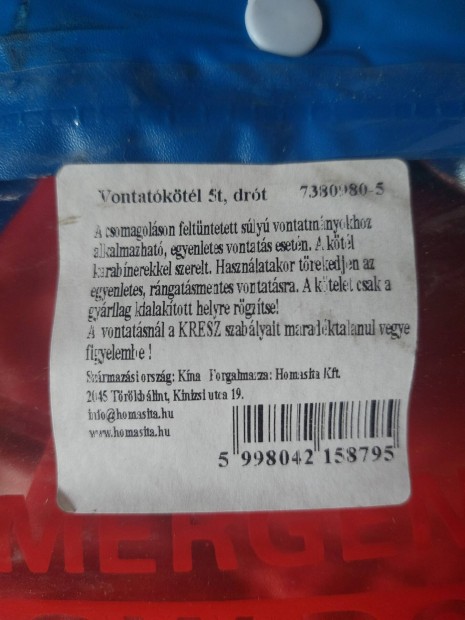 Vontatókötél 5t, drót 7380980-5
A csomagoláson feltüntetett súlyú vontatmányokhoz
alkalmazható, egyenletes vontatás esetén. A kötél
karabinerekkel szerelt. Használatakor törekedjen az
egyenletes, rángatásmentes vontatásra. A kötelet csak a
gyárilag kialakított helyre rögzítse!
A vontatásnál a KRESZ szabályait maradéktalanul vegye
figyelembe !
Származási ország: Kína Forgalmazza: Homasita Kft.
2045 Törökbálint, Kinizsi utca 19.
info@homasita.hu
www.homasita.hu
5 998042 158795
MERGEN